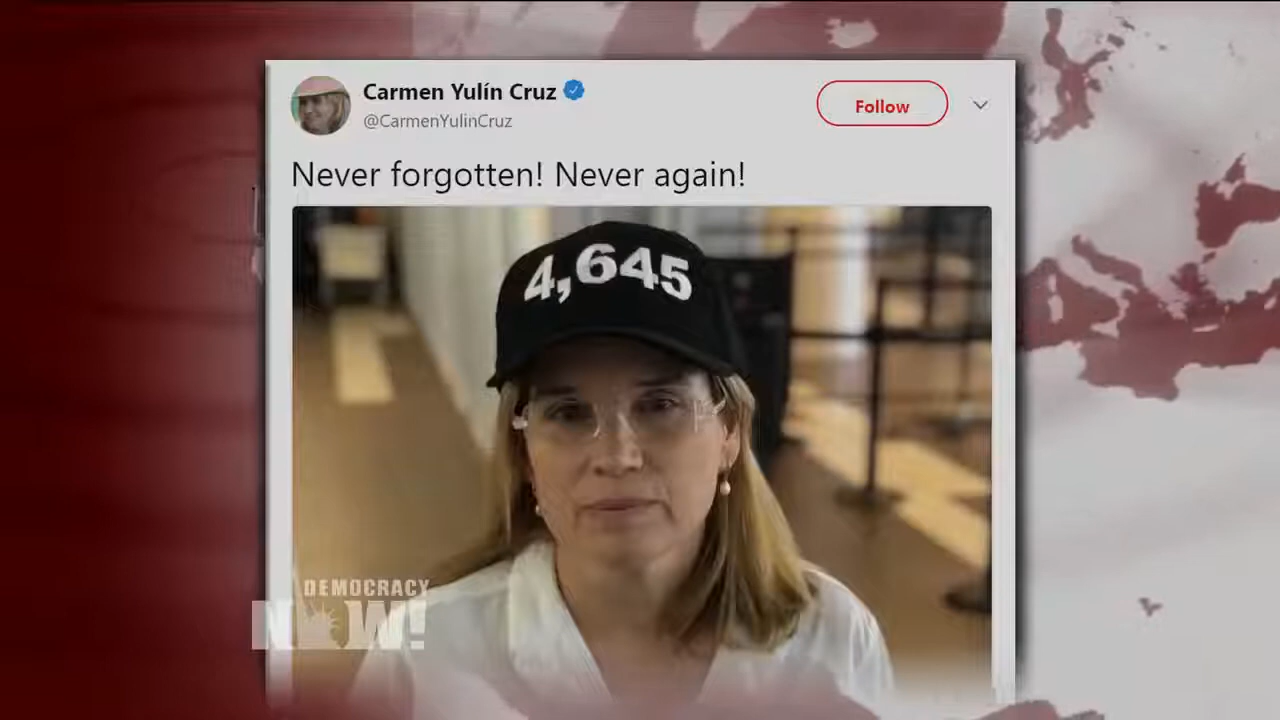 Carmen Yulín Cruz
@CarmenYulinCruz
Follow
Never forgotten! Never again!
4,645
DEMOCRACY
NOW!